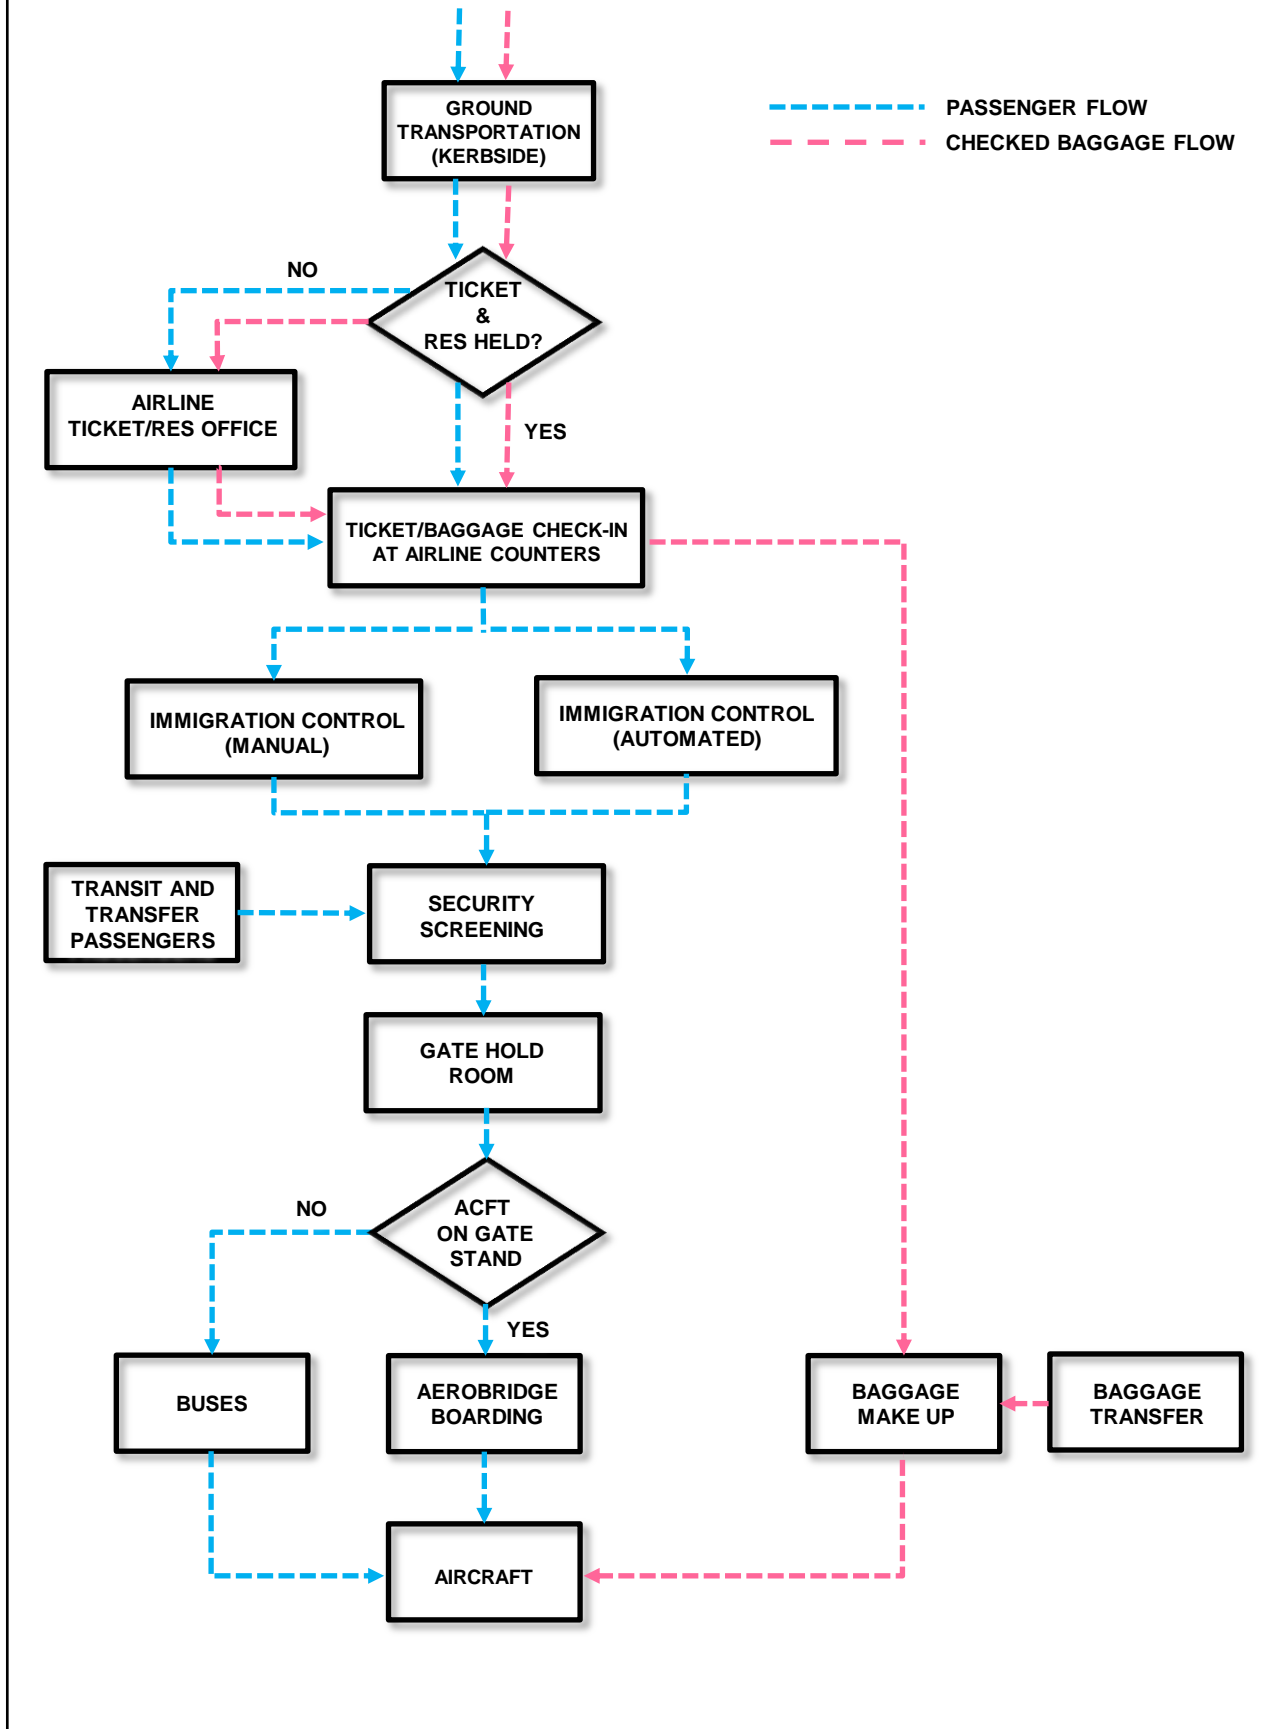 GROUND
TRANSPORTATION
(KERBSIDE)
PASSENGER FLOW
CHECKED BAGGAGE FLOW
NO
TICKET
&
RES HELD?
AIRLINE
TICKET/RES OFFICE
YES
TICKET/BAGGAGE CHECK-IN
AT AIRLINE COUNTERS
IMMIGRATION CONTROL
(MANUAL)
IMMIGRATION CONTROL
(AUTOMATED)
TRANSIT AND
TRANSFER
PASSENGERS
SECURITY
SCREENING
GATE HOLD
ROOM
NO
ACFT
ON GATE
STAND
YES
BUSES
AEROBRIDGE
BOARDING
BAGGAGE
MAKE UP
BAGGAGE
TRANSFER
AIRCRAFT